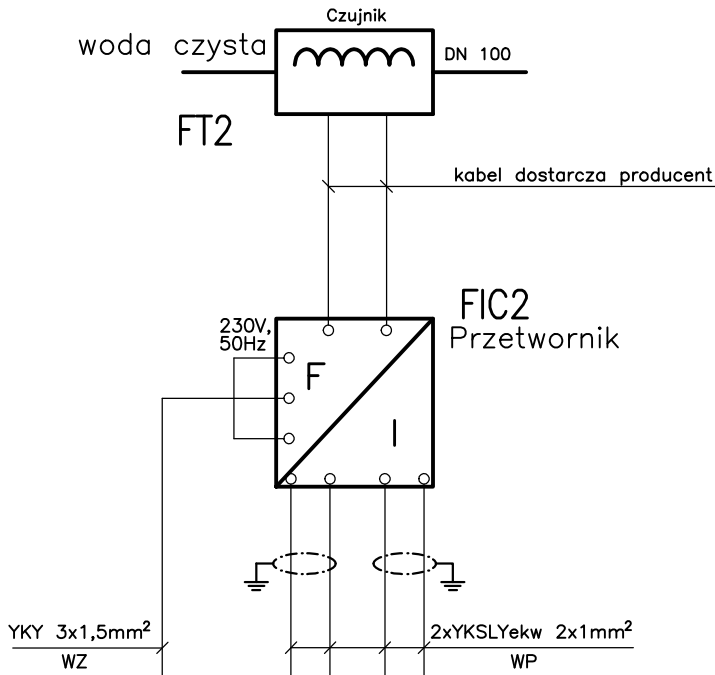 Czujnik
woda czysta
DN 100
FT2
kabel dostarcza producent
FIC2
Przetwornik
230V,
50Hz
F
I
YKY 3x1,5mm²
WZ
2xYKSLYekw 2x1mm²
WP